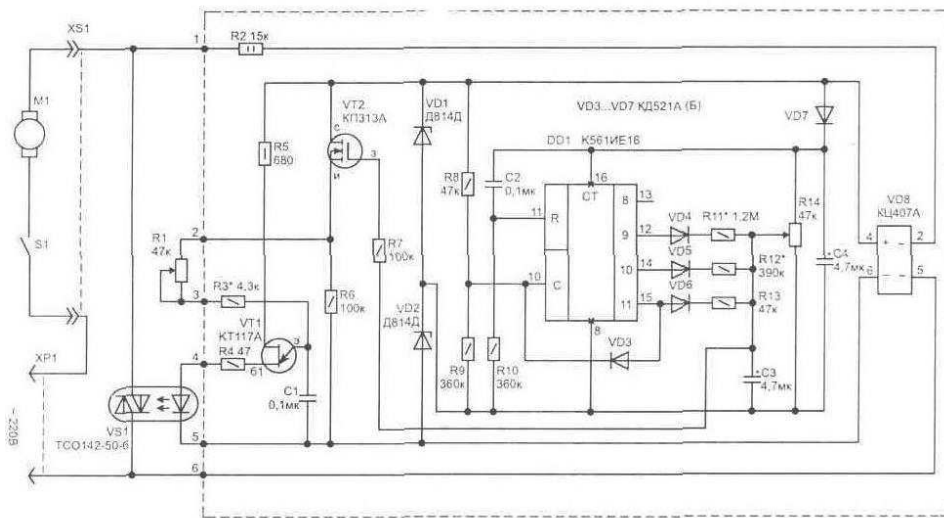 XS1
1
R2 15к
M1
VT2
КП313А
VD1
Д814Д
VD3...VD7 КД521А (Б)
VD7
R5
680
с
з
и
R8
47к
C2
0,1мк
DD1 К561ИЕ16
16
CT
8
13
R14
47к
VD8
КЦ407А
11
R
9
12
VD4
R11* 1,2М
S1
R1
47к
2
R7
100к
10
14
VD5
R12*
390к
C4
4,7мк
4
+
~
2
6
−
~
5
3
R3* 4,3к
R6
100к
10
C
11
15
VD6
R13
47к
VT1
КТ117А
э
VD2
Д814Д
8
VD3
XP1
4
R4 47
б1
C1
0,1мк
R9
360к
R10
360к
C3
4,7мк
~220В
VS1
ТСО142-50-6
5
6